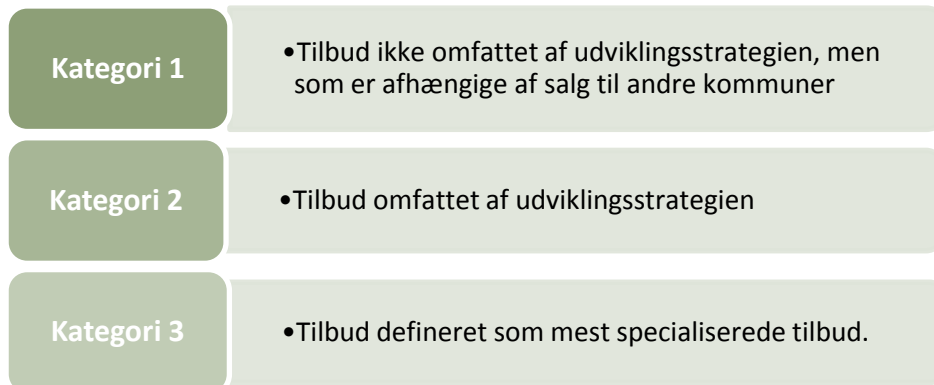 Kategori 1
•Tilbud ikke omfattet af udviklingsstrategien, men
som er afhængige af salg til andre kommuner
Kategori 2
•Tilbud omfattet af udviklingsstrategien
Kategori 3
•Tilbud defineret som mest specialiserede tilbud.